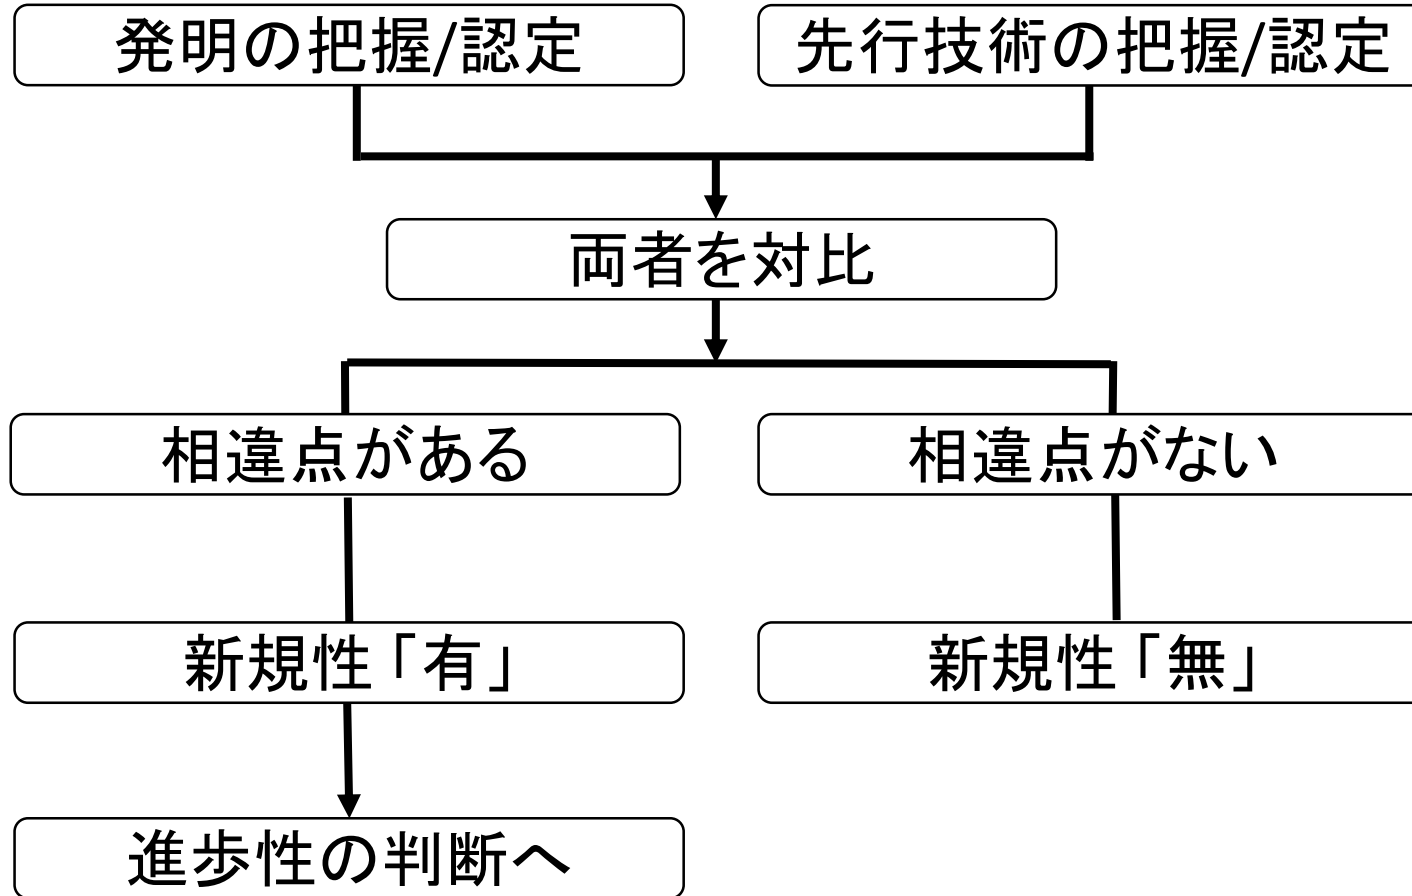 発明の把握/認定
先行技術の把握/認定
両者を対比
相違点がある
相違点がない
新規性「有」
新規性「無」
進歩性の判断へ